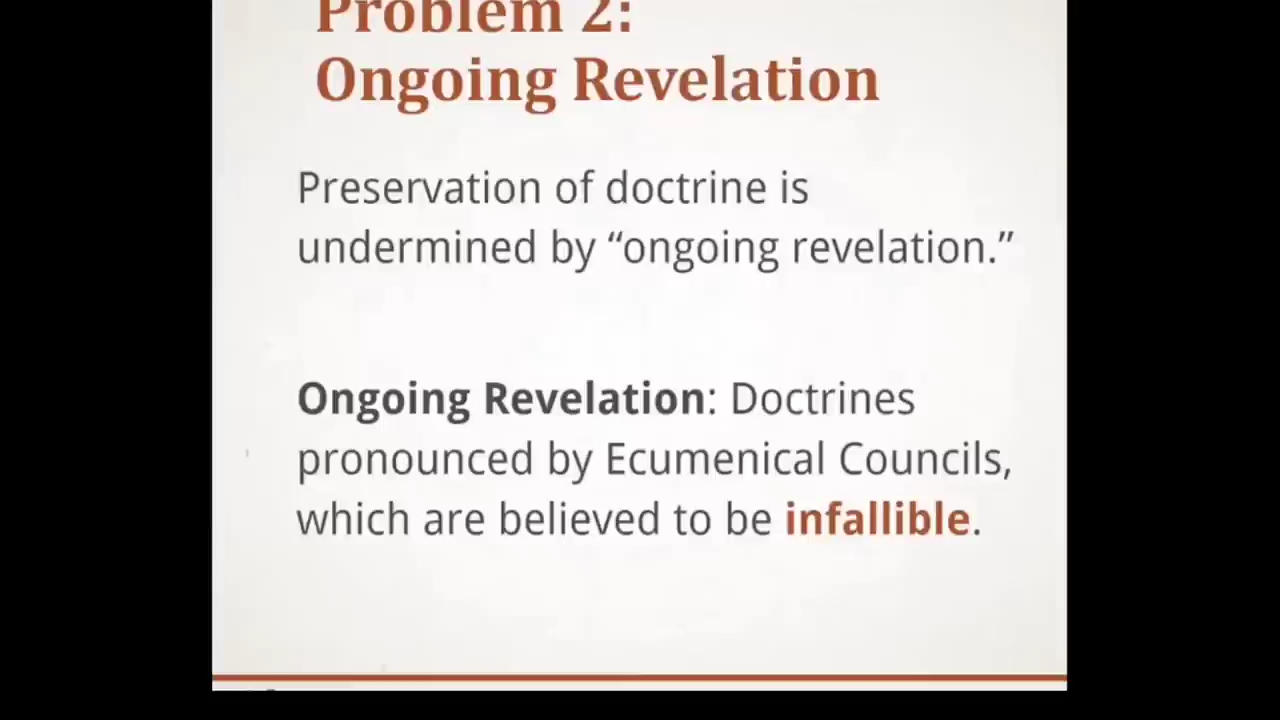 Problem 2:
Ongoing Revelation
Preservation of doctrine is
undermined by “ongoing revelation.”
Ongoing Revelation: Doctrines
pronounced by Ecumenical Councils,
which are believed to be infallible.